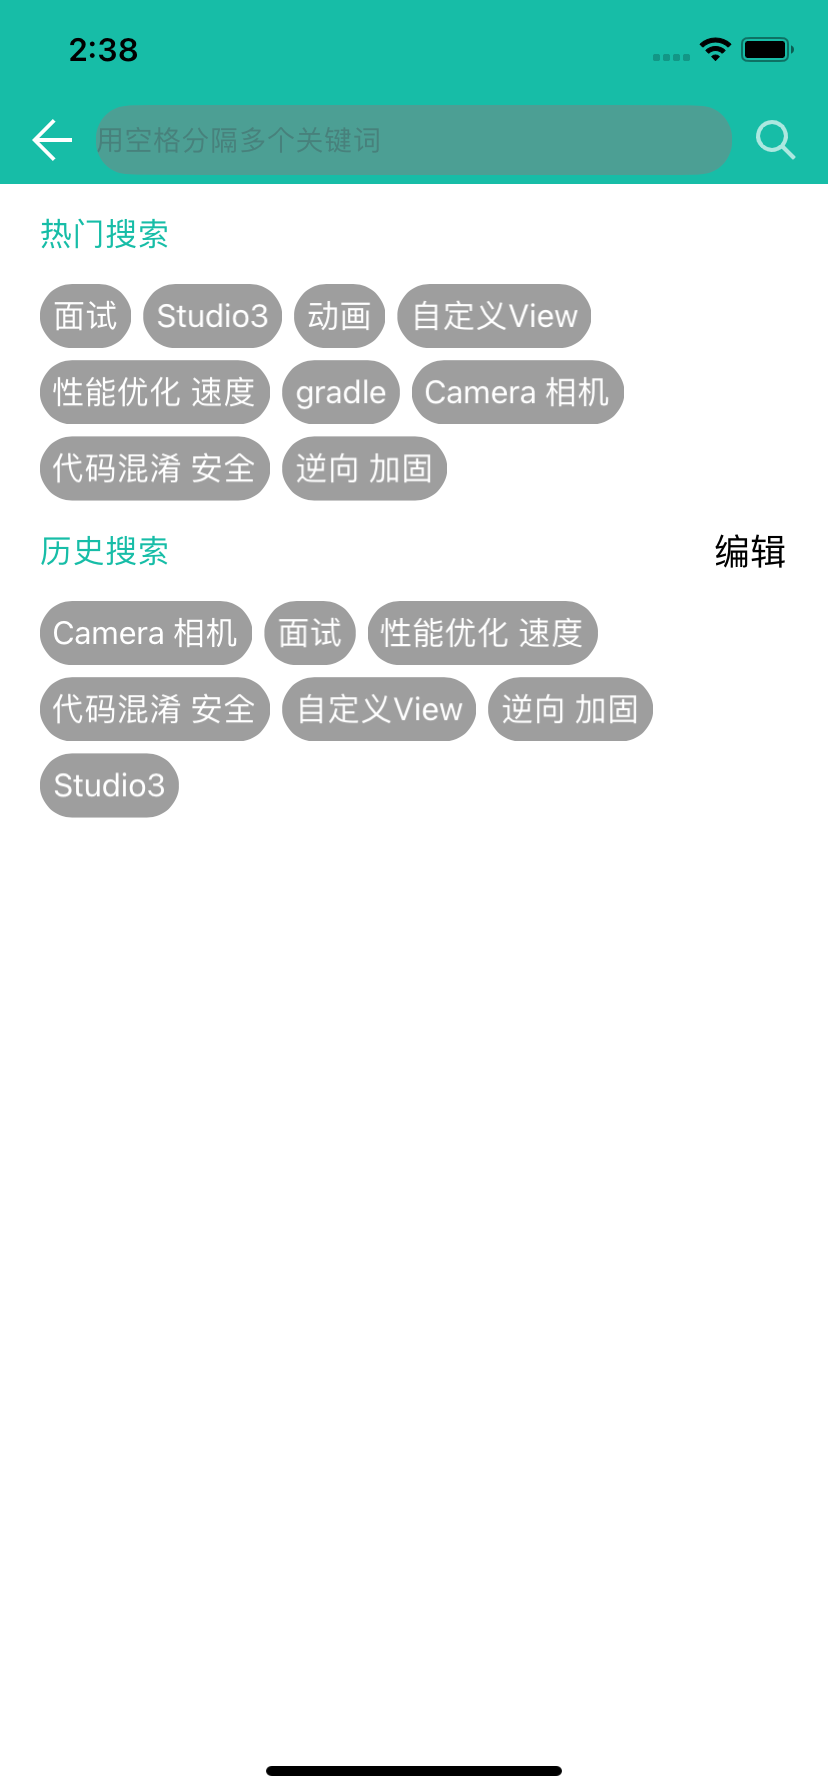 2:38
用空格分隔多个关键词
热门搜索
面试 Studio3 动画 自定义View
性能优化 速度 gradle Camera 相机
代码混淆 安全 逆向 加固
历史搜索 编辑
Camera 相机 面试 性能优化 速度
代码混淆 安全 自定义View 逆向 加固
Studio3